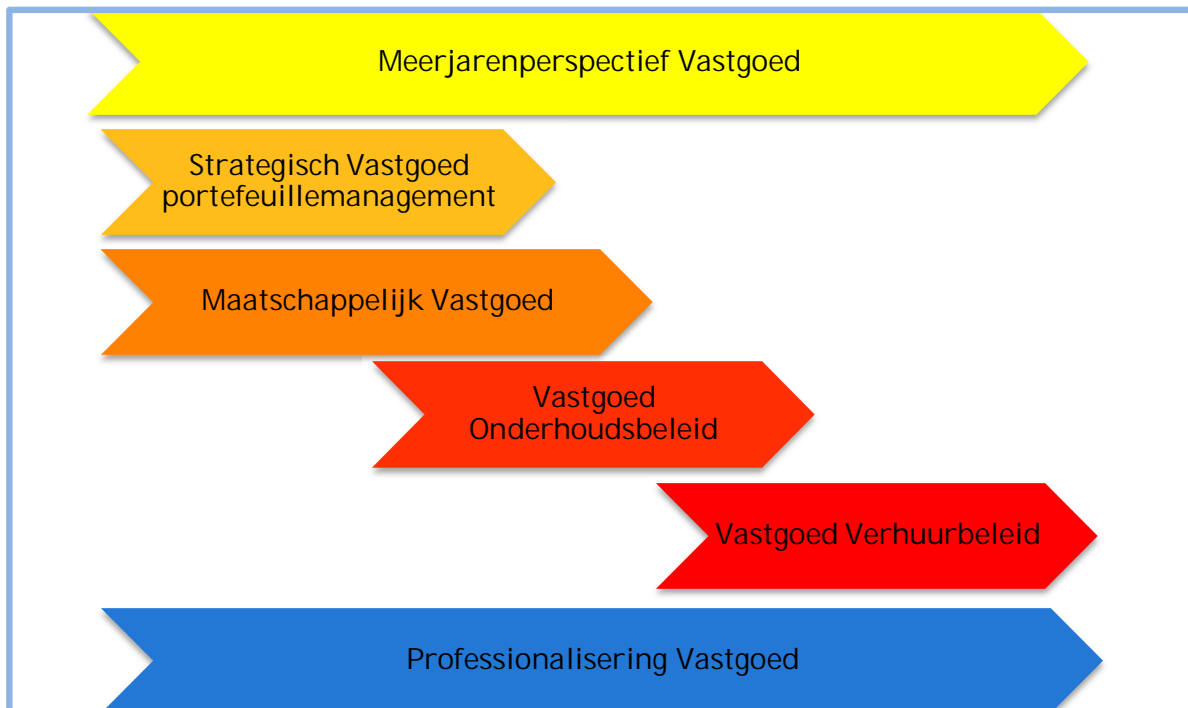 Meerjarenperspectief Vastgoed
Strategisch Vastgoed
portefeuillemanagement
Maatschappelijk Vastgoed
Vastgoed
Onderhoudsbeleid
Vastgoed Verhuurbeleid
Professionalisering Vastgoed